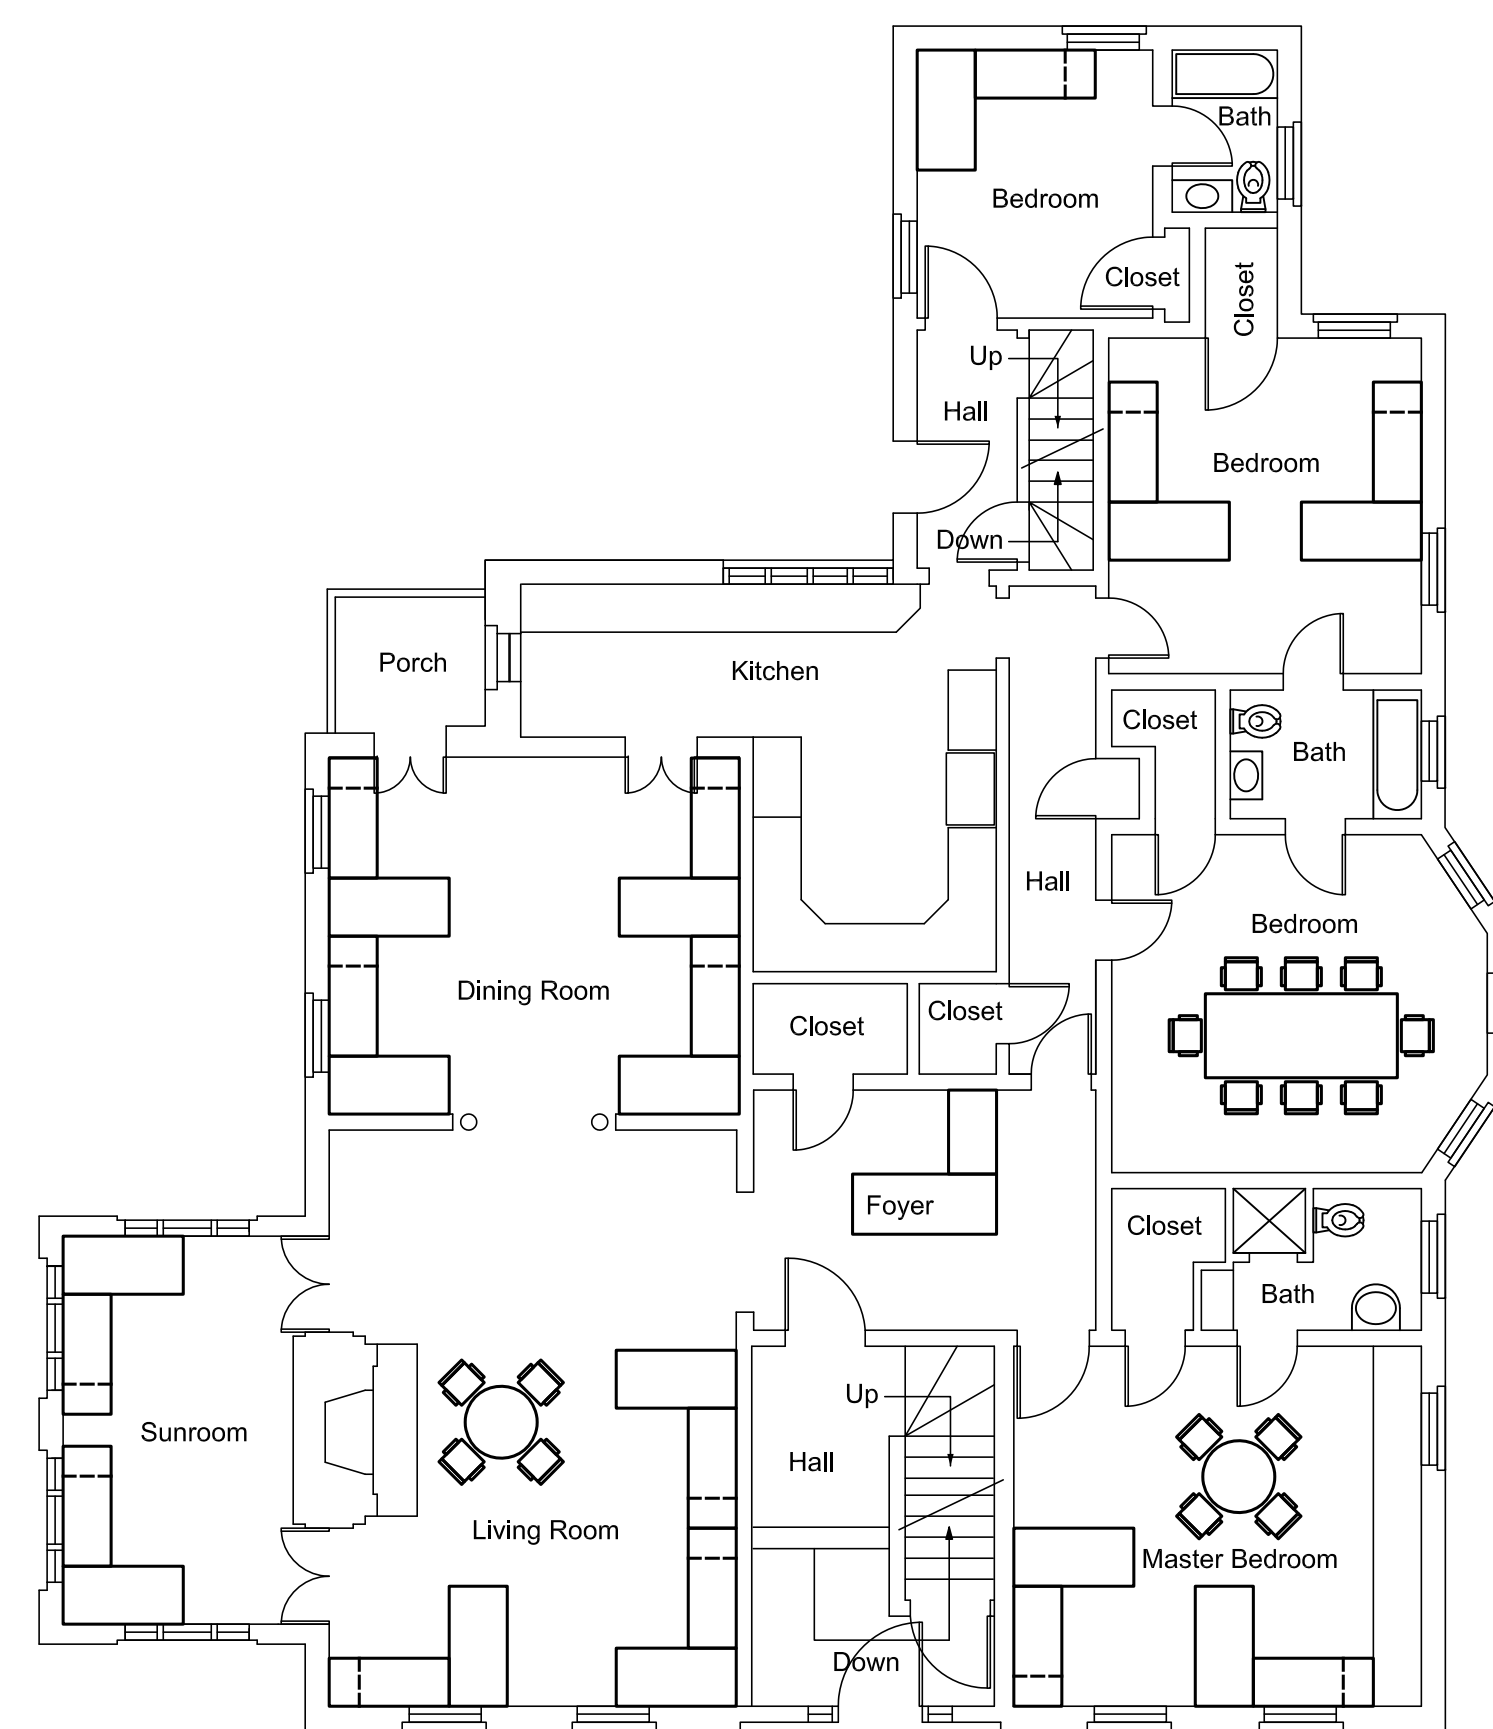 Bath
Bedroom
Closet
Closet
Up
Hall
Bedroom
Down
Porch
Kitchen
Closet
Bath
Hall
Bedroom
Dining Room
Closet
Closet
Foyer
Closet
Bath
Up
Sunroom
Hall
Living Room
Master Bedroom
Down